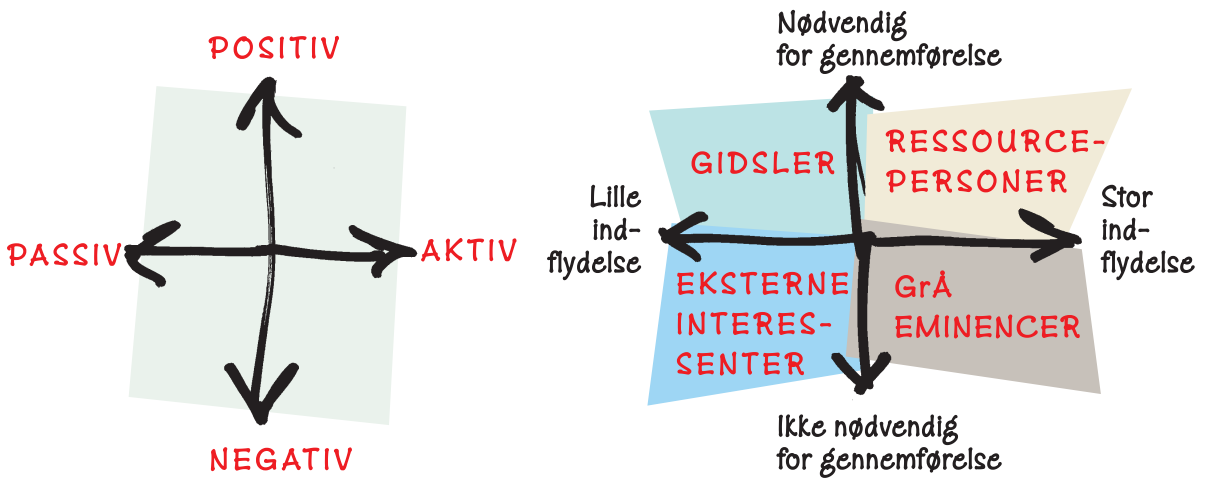 POSITIV
PASSIV
AKTIV
NEGATIV
Nødvendig
for gennemførelse
GIDSLER
RESSOURCE-
PERSONER
Lille
ind-
flydelse
Stor
ind-
flydelse
EKSTERNE
INTERES-
SENTER
GrÅ
EMINENCER
Ikke nødvendig
for gennemførelse